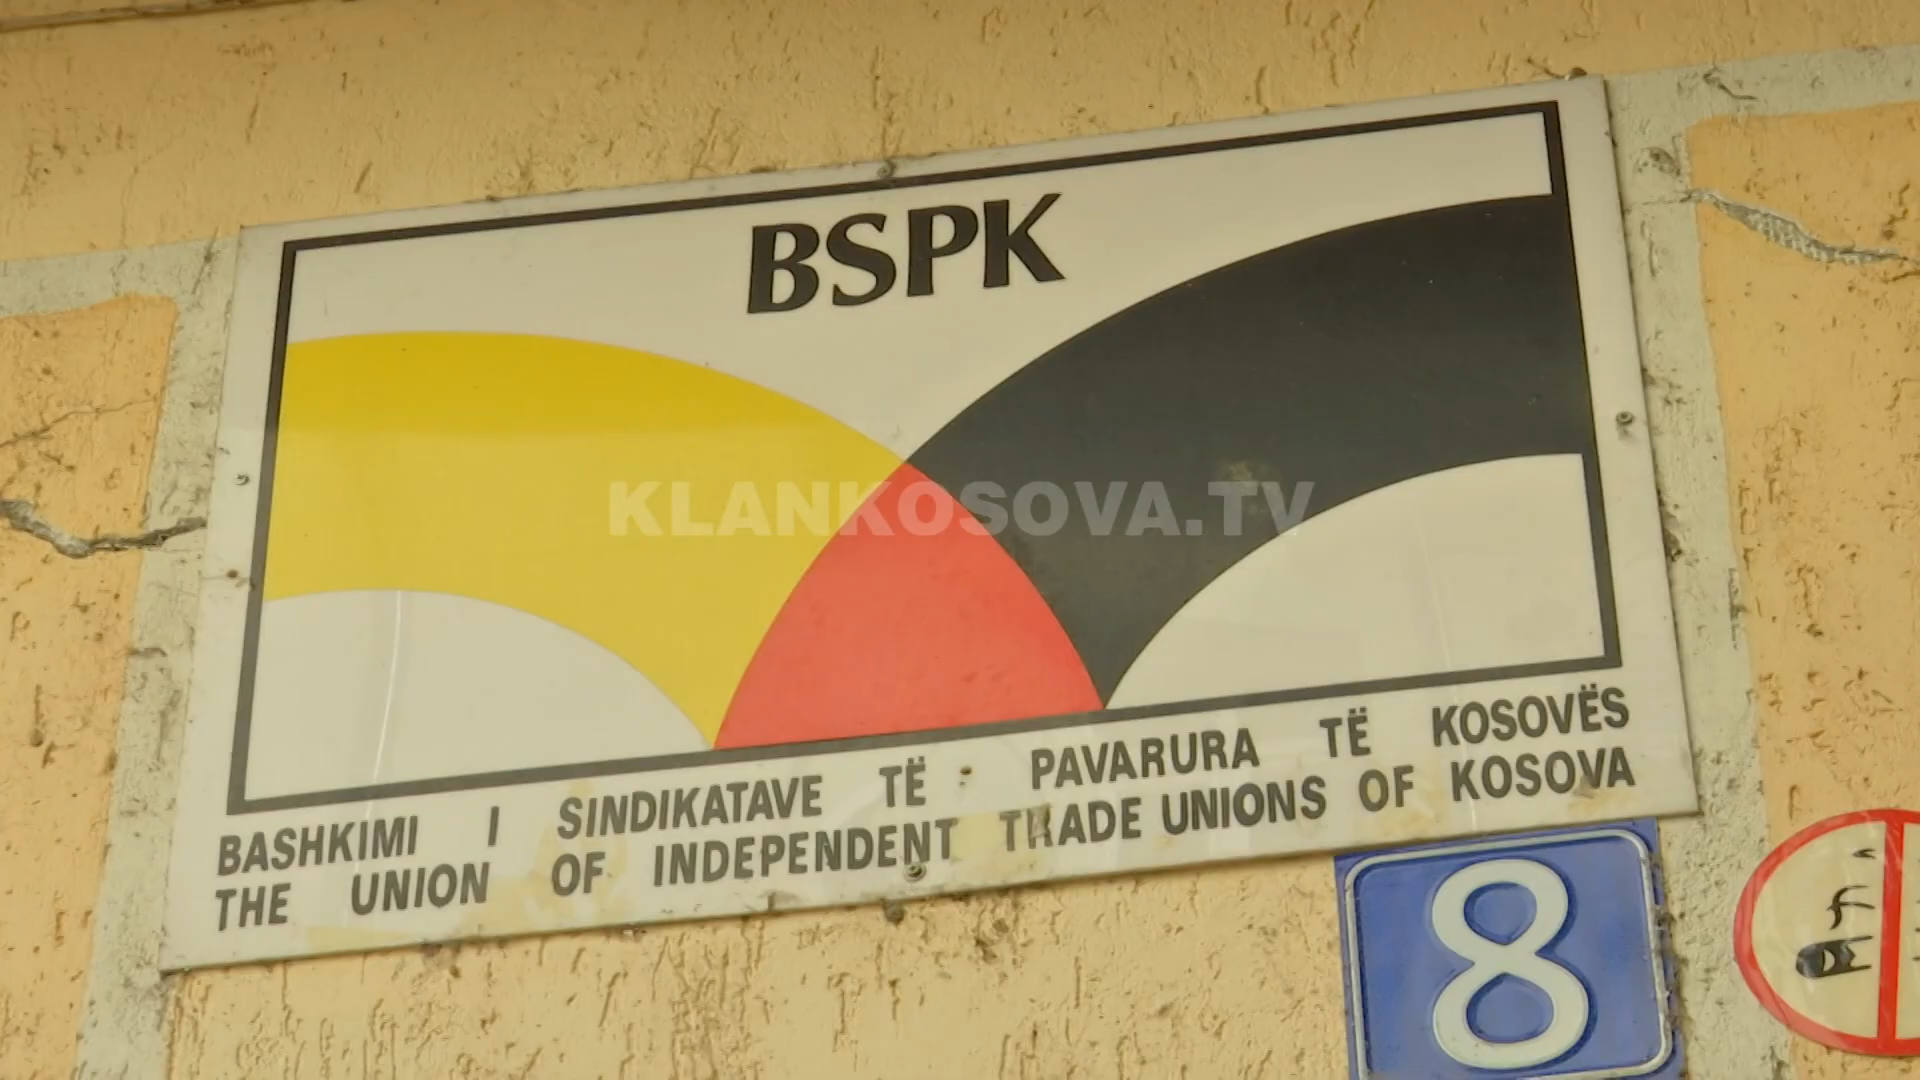 BSPK
KLANKOSOVA.TV
BASHKIMI I SINDIKATAVE TË PAVARURA TË KOSOVËS
THE UNION OF INDEPENDENT TRADE UNIONS OF KOSOVA
8